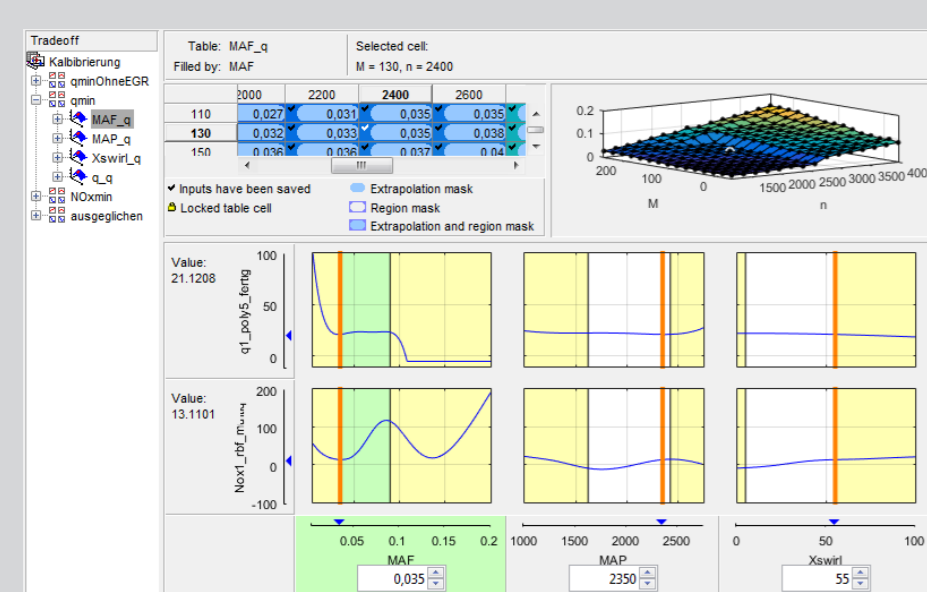 Tradeoff
Kalbibrierung
qminOhneEGR
qmin
MAF_q
MAP_q
Xswirl_q
q_q
NOxmin
ausgeglichen
Table: MAF_q
Filled by: MAF
Selected cell:
M = 130, n = 2400
2000 2200 2400 2600
110 0,027 0,031 0,035 0,035
130 0,032 0,033 0,035 0,038
150 0,036 0,036 0,037 0,04
Inputs have been saved
Locked table cell
Extrapolation mask
Region mask
Extrapolation and region mask
0.2
0.1
0
200 100 0
M
1500 2000 2500 3000 3500 400
n
Value:
21.1208
q1_poly5_fertig
100
50
0
Value:
13.1101
200
100
0
-100
0.05 0.1 0.15 0.2
MAF
0,035
1000 1500 2000 2500
MAP
2350
0 50 100
Xswirl
55